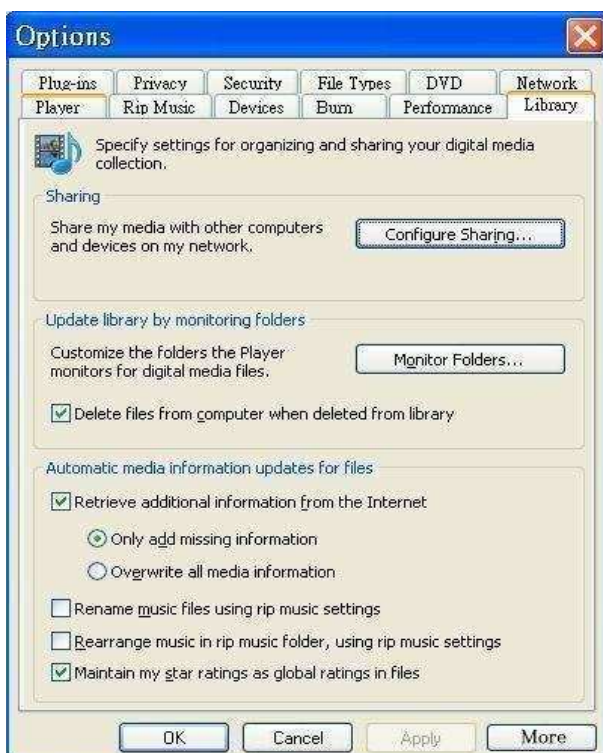 Options
Plug-ins Privacy Security File Types DVD Network
Player Rip Music Devices Burn Performance Library
Specify settings for organizing and sharing your digital media
collection.
Sharing
Share my media with other computers
and devices on my network.
Configure Sharing...
Update library by monitoring folders
Customize the folders the Player
monitors for digital media files.
Monitor Folders...
Delete files from computer when deleted from library
Automatic media information updates for files
Retrieve additional information from the Internet
Only add missing information
Overwrite all media information
Rename music files using rip music settings
Rearrange music in rip music folder, using rip music settings
Maintain my star ratings as global ratings in files
OK Cancel Apply More